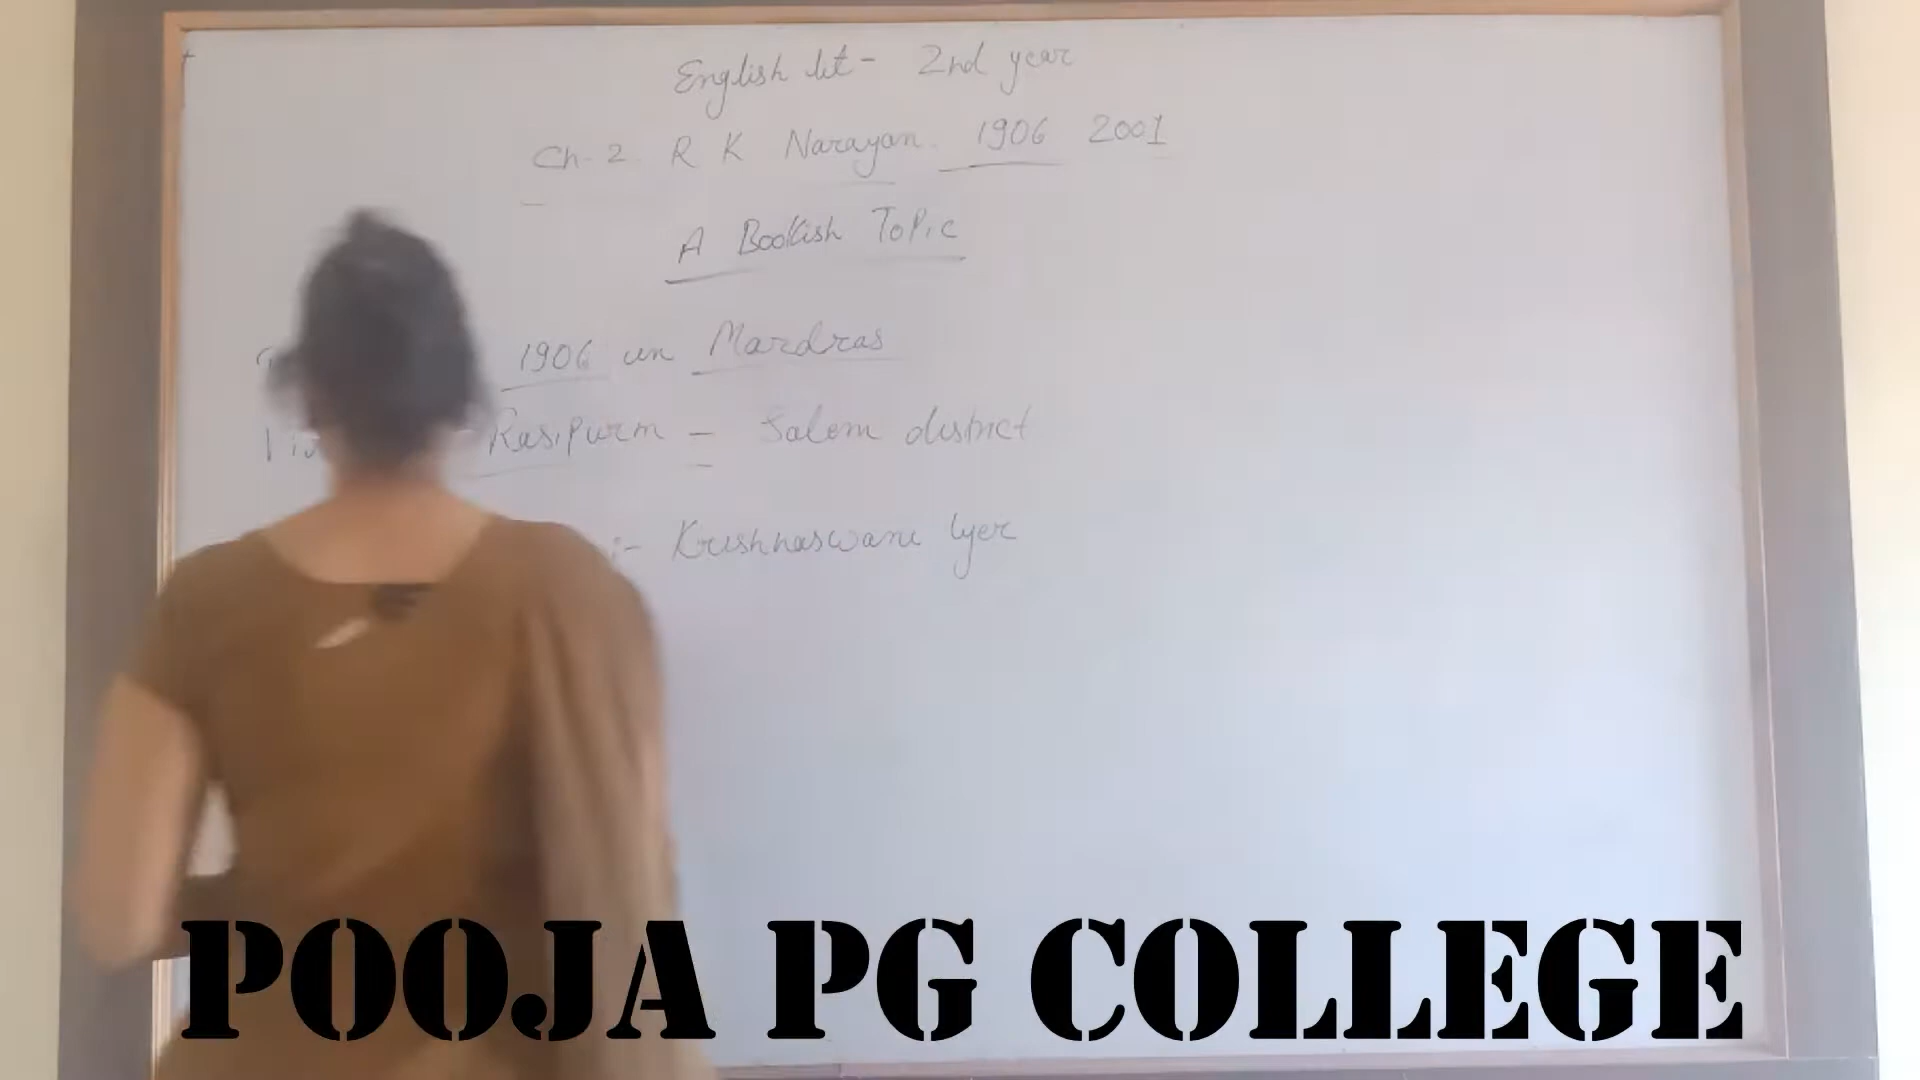 English lit - 2nd year
Ch-2 R K Narayan. 1906 2001
A Bookish Topic
1906 in Mardras
Rasipurm - Salem district
:- Krishnaswami Iyer
POOJA PG COLLEGE